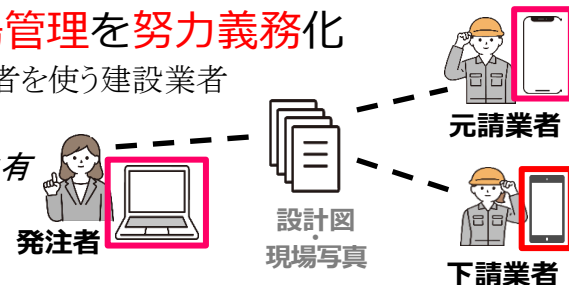 管理を努力義務化
者を使う建設業者
有
発注者
設計図
・
現場写真
元請業者
下請業者